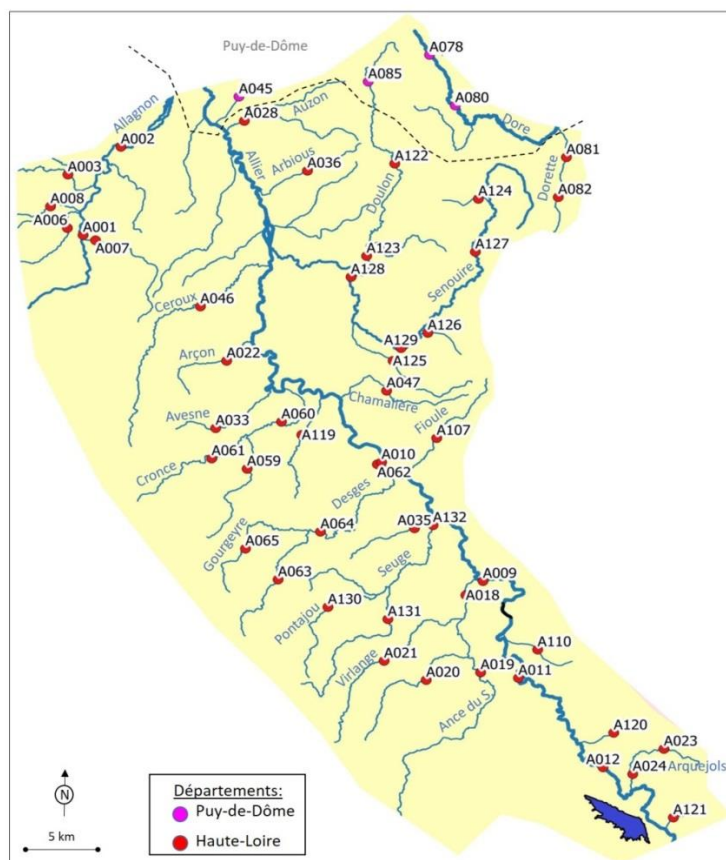 Puy-de-Dôme
A078
A045
A085
Auzon
A080
Allagnon
A028
Dore
A002
Allier
A081
A003
Arbious
A036
A122
Doulon
Dorette
A008
A124
A082
A006
A001
A007
A123
A127
A128
Senouire
Ceroux
A046
A126
A129
Arçon
A022
A125
A047
Chamalière
Avesne
A033
A060
Fioule
A119
A107
A061
A010
Cronce
A059
A062
Desges
Gourgevre
A064
A035
A132
A065
Seuge
A063
A009
A018
Pontajou
A130
A131
A110
Virlange
A021
A020
A019
A011
Ance du S.
A120
A023
A012
A024
Arquejols
A121
N
5 km
Départements:
Puy-de-Dôme
Haute-Loire